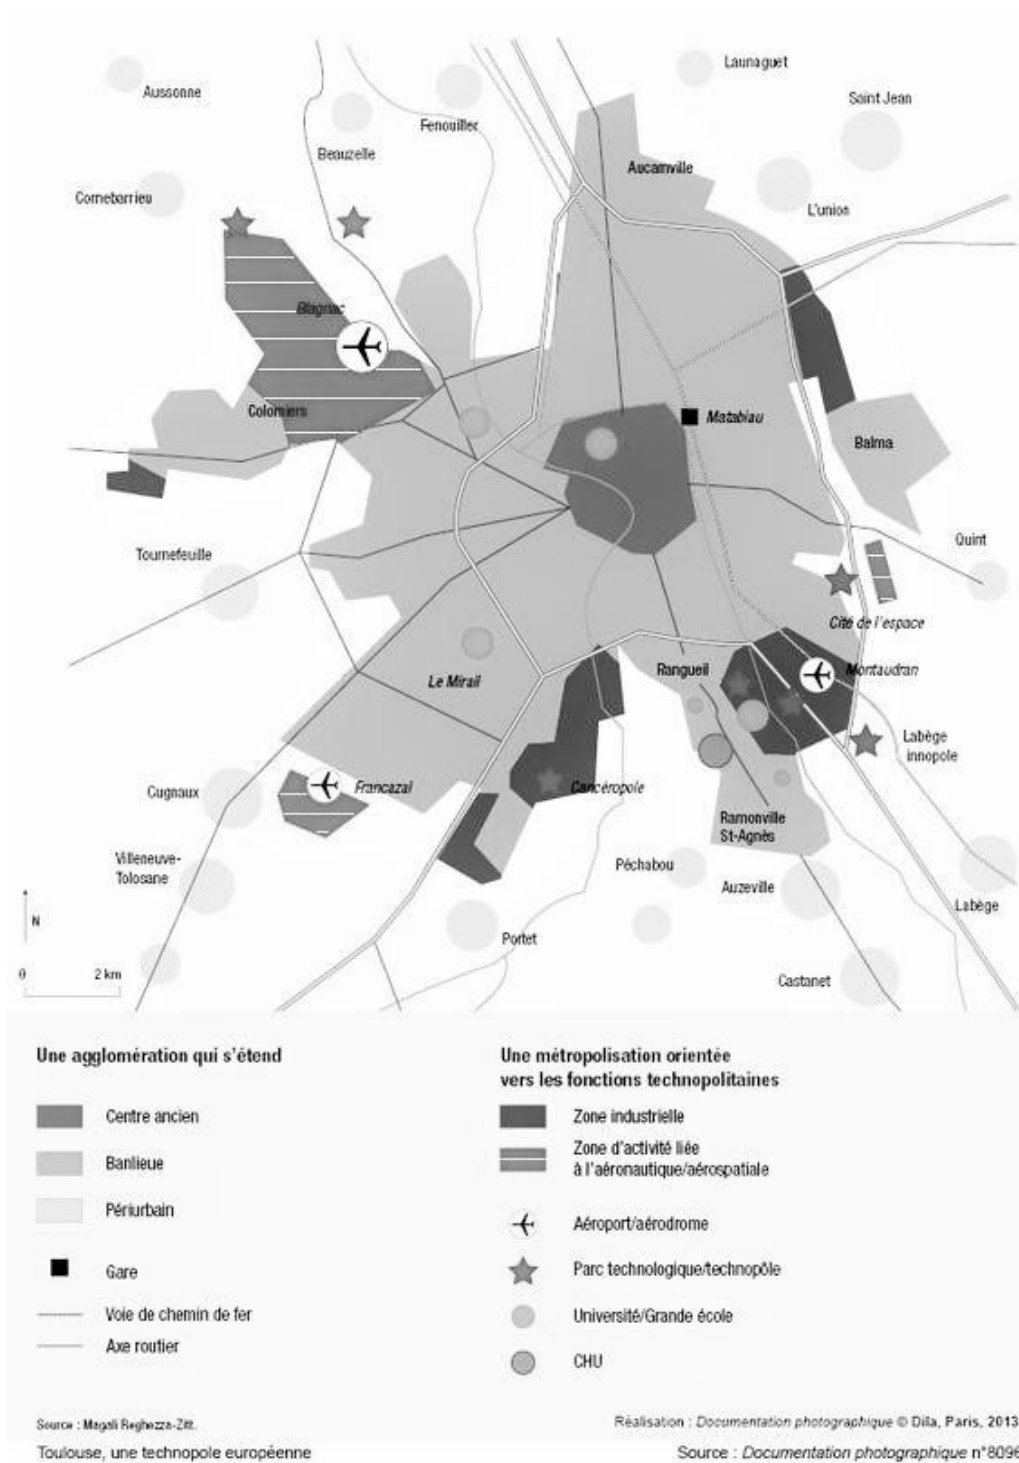 Launaguet
Aussonne
Saint Jean
Fenouiller
Beauzelle
Aucamville
Cornebarrieu
L'union
Blagnac
Colomiers
Matabiau
Balma
Tournefeuille
Quint
Cité de l'espace
Le Mirail
Rangueil
Montaudran
Labège
innopole
Cugnaux
Francazal
Cancéropole
Ramonville
St-Agnès
Villeneuve-
Tolosane
Péchabou
Auzeville
Labège
N
Portet
0 2 km
Castanet
Une agglomération qui s'étend
Centre ancien
Banlieue
Périurbain
Gare
Voie de chemin de fer
Axe routier
Une métropolisation orientée
vers les fonctions technopolitaines
Zone industrielle
Zone d'activité liée
à l'aéronautique/aérospatiale
Aéroport/aérodrome
Parc technologique/technopôle
Université/Grande école
CHU
Source : Magali Reghezza-Zitt.
Réalisation : Documentation photographique © Dila, Paris, 2013
Toulouse, une technopole européenne
Source : Documentation photographique n°8096